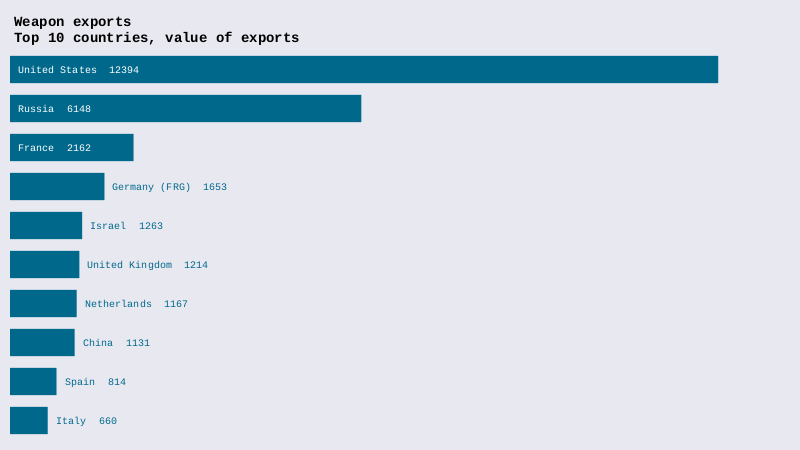 Weapon exports
Top 10 countries, value of exports
United States  12394
Russia  6148
France  2162
Germany (FRG)  1653
Israel  1263
United Kingdom  1214
Netherlands  1167
China  1131
Spain  814
Italy  660